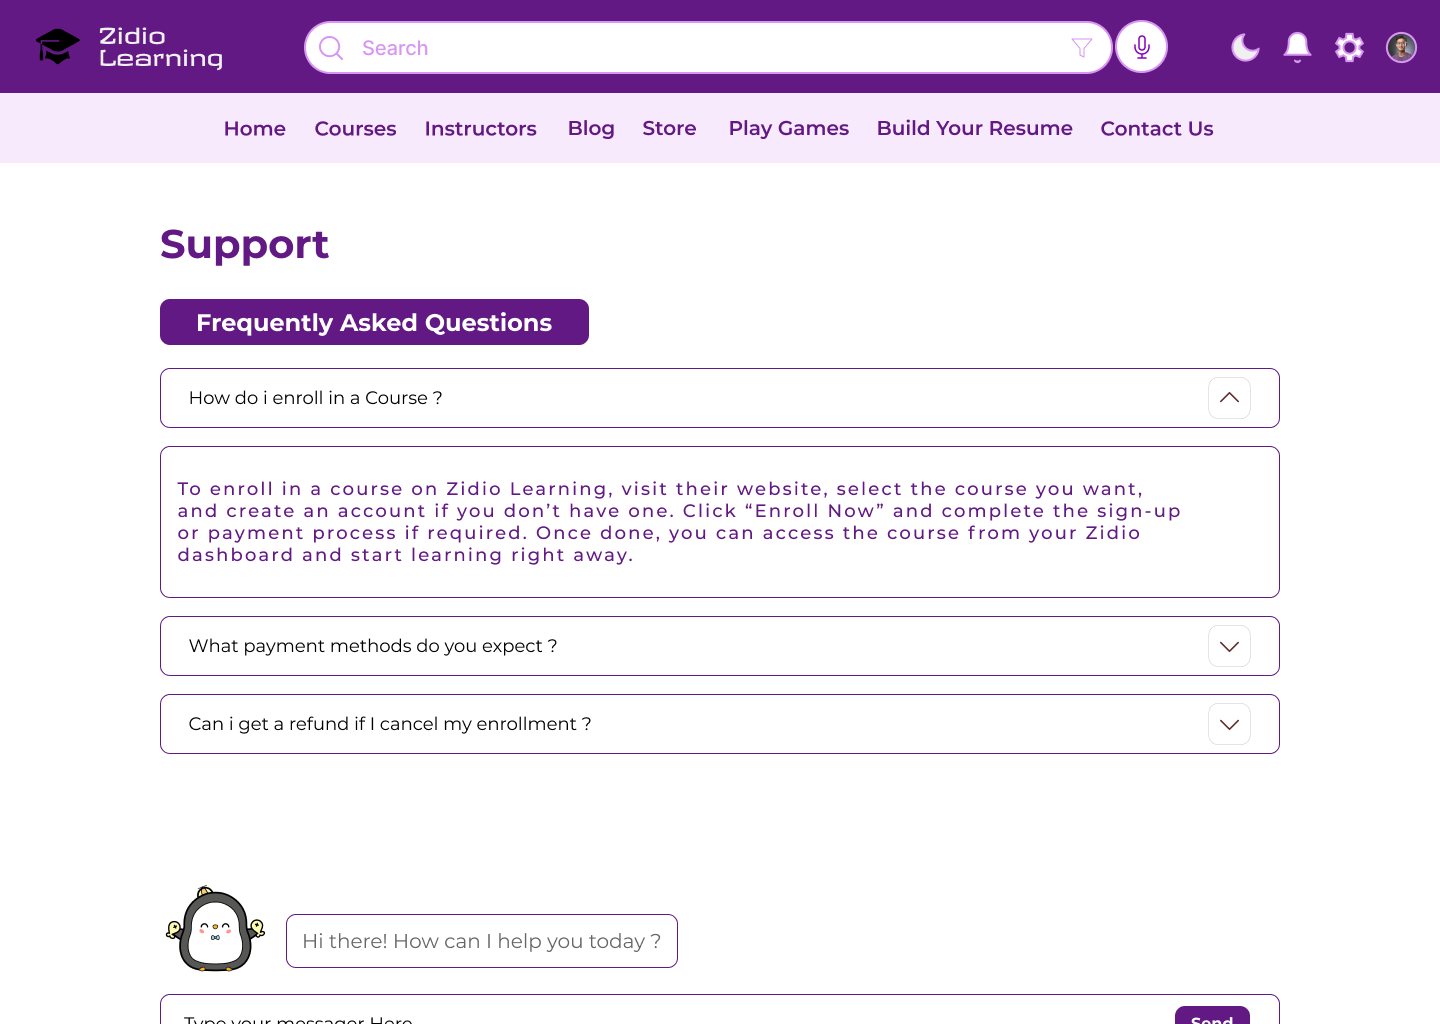 Zidio
Learning
Search
Home Courses Instructors Blog Store Play Games Build Your Resume Contact Us
Support
Frequently Asked Questions
How do i enroll in a Course ?
To enroll in a course on Zidio Learning, visit their website, select the course you want,
and create an account if you don’t have one. Click “Enroll Now” and complete the sign-up
or payment process if required. Once done, you can access the course from your Zidio
dashboard and start learning right away.
What payment methods do you expect ?
Can i get a refund if I cancel my enrollment ?
Hi there! How can I help you today ?
Type your messager Here
Send